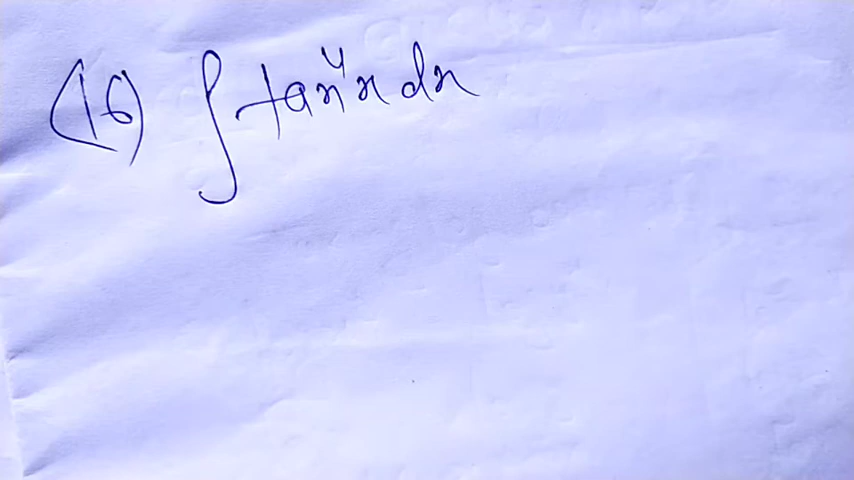 (16) ∫ tan⁴x dx